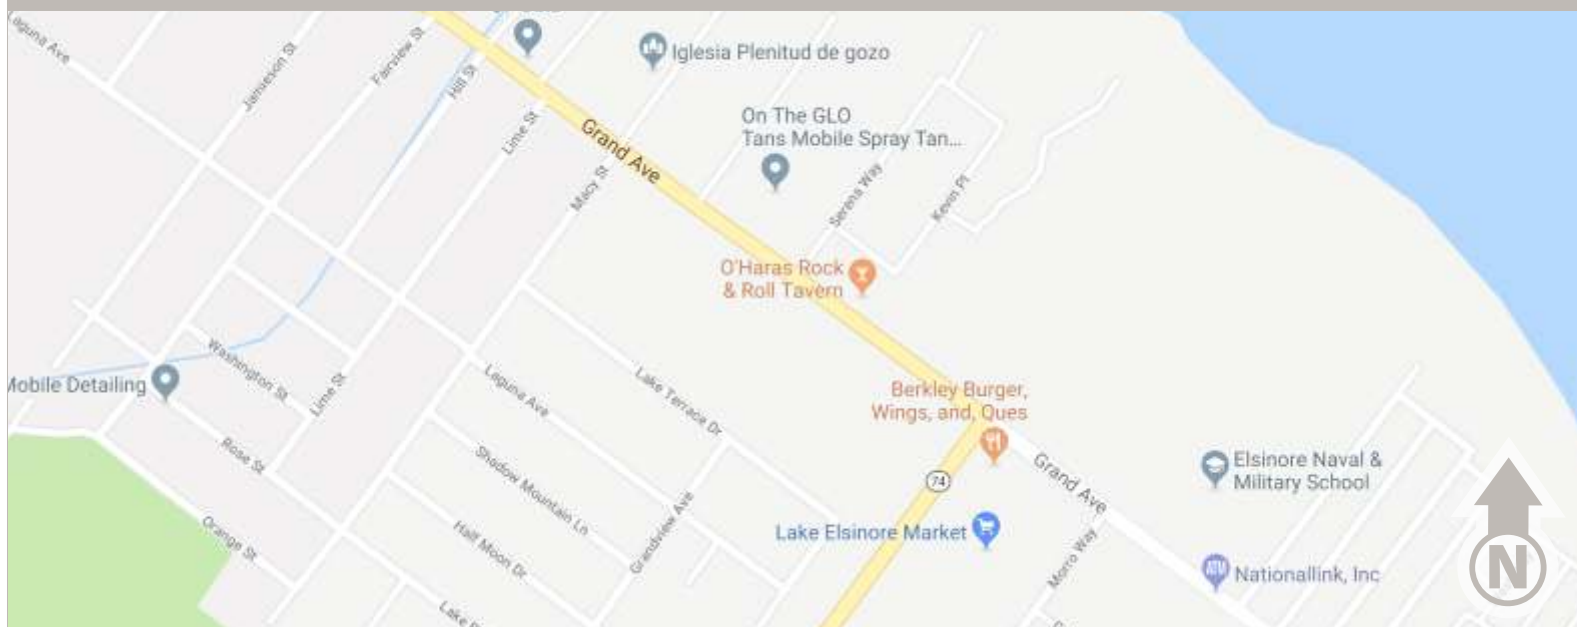 Laguna Ave
Jamieson St
Fairview St
Hill St
Lime St
Iglesia Plenitud de gozo
Grand Ave
On The GLO
Tans Mobile Spray Tan...
Macy St
Serena Way
Kevin Pl
O'Haras Rock
& Roll Tavern
Mobile Detailing
Washington St
Lime St
Laguna Ave
Lake Terrace Dr
Berkley Burger,
Wings, and, Ques
Rose St
Shadow Mountain Ln
74
Grand Ave
Elsinore Naval &
Military School
Orange St
Half Moon Dr
Grandview Ave
Lake Elsinore Market
Morro Way
ATM
Nationallink, Inc
N
Lake